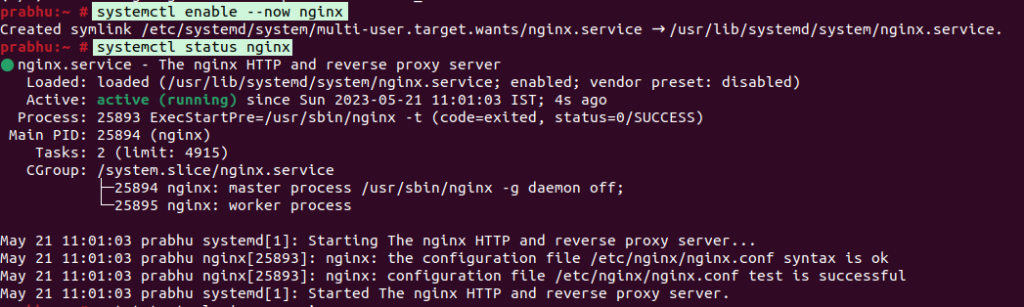 prabhu:~ # systemctl enable --now nginx
Created symlink /etc/systemd/system/multi-user.target.wants/nginx.service → /usr/lib/systemd/system/nginx.service.
prabhu:~ # systemctl status nginx
● nginx.service - The nginx HTTP and reverse proxy server
   Loaded: loaded (/usr/lib/systemd/system/nginx.service; enabled; vendor preset: disabled)
   Active: active (running) since Sun 2023-05-21 11:01:03 IST; 4s ago
  Process: 25893 ExecStartPre=/usr/sbin/nginx -t (code=exited, status=0/SUCCESS)
 Main PID: 25894 (nginx)
    Tasks: 2 (limit: 4915)
   CGroup: /system.slice/nginx.service
           ├─25894 nginx: master process /usr/sbin/nginx -g daemon off;
           └─25895 nginx: worker process

May 21 11:01:03 prabhu systemd[1]: Starting The nginx HTTP and reverse proxy server...
May 21 11:01:03 prabhu nginx[25893]: nginx: the configuration file /etc/nginx/nginx.conf syntax is ok
May 21 11:01:03 prabhu nginx[25893]: nginx: configuration file /etc/nginx/nginx.conf test is successful
May 21 11:01:03 prabhu systemd[1]: Started The nginx HTTP and reverse proxy server.